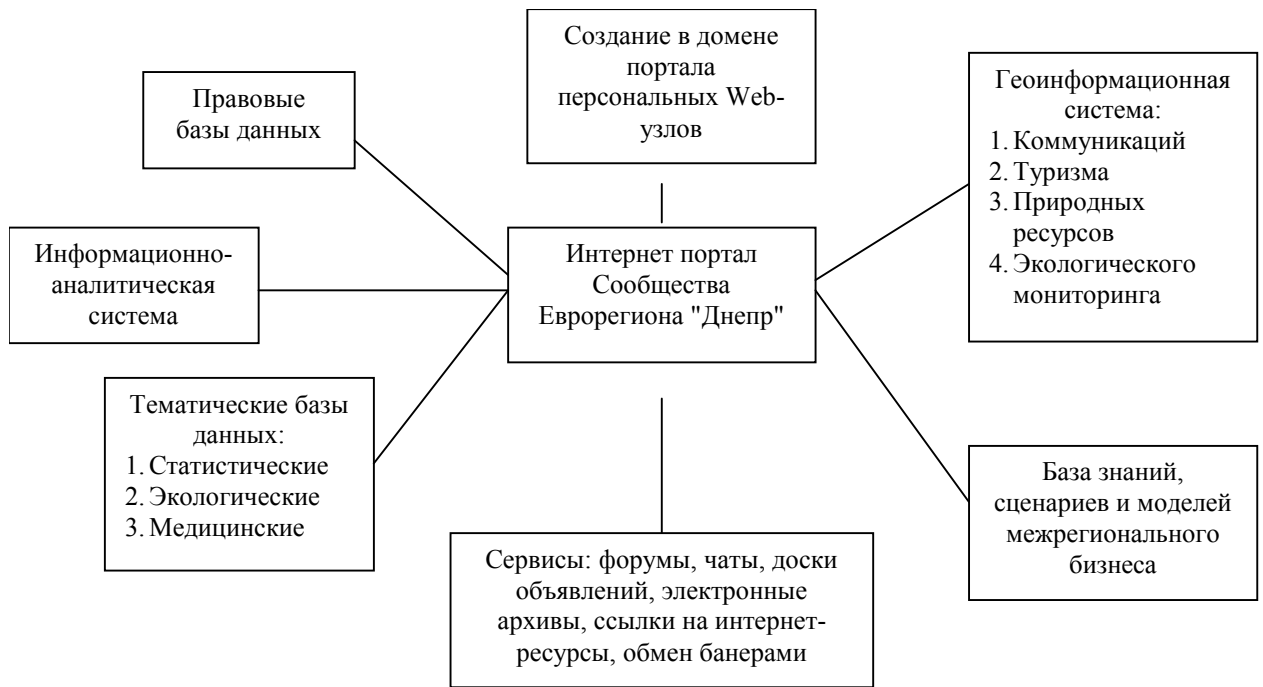 Создание в домене
портала
персональных Web-
узлов
Правовые
базы данных
Геоинформационная
система:
1. Коммуникаций
2. Туризма
3. Природных
ресурсов
4. Экологического
мониторинга
Информационно-
аналитическая
система
Интернет портал
Сообщества
Еврорегиона "Днепр"
Тематические базы
данных:
1. Статистические
2. Экологические
3. Медицинские
База знаний,
сценариев и моделей
межрегионального
бизнеса
Сервисы: форумы, чаты, доски
объявлений, электронные
архивы, ссылки на интернет-
ресурсы, обмен банерами